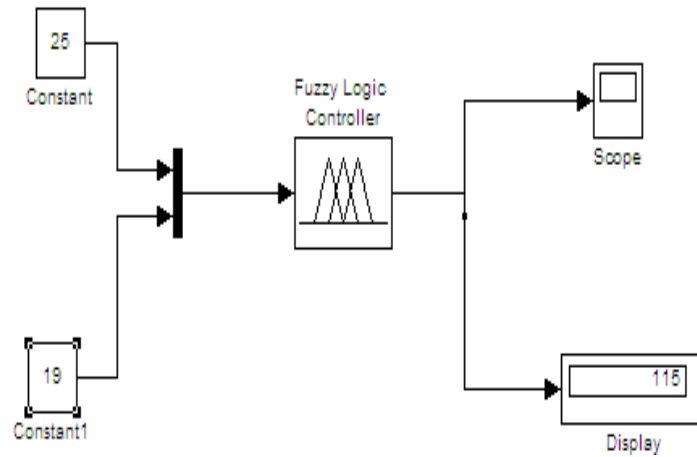 25
Constant
Fuzzy Logic
Controller
Scope
19
Constant1
115
Display